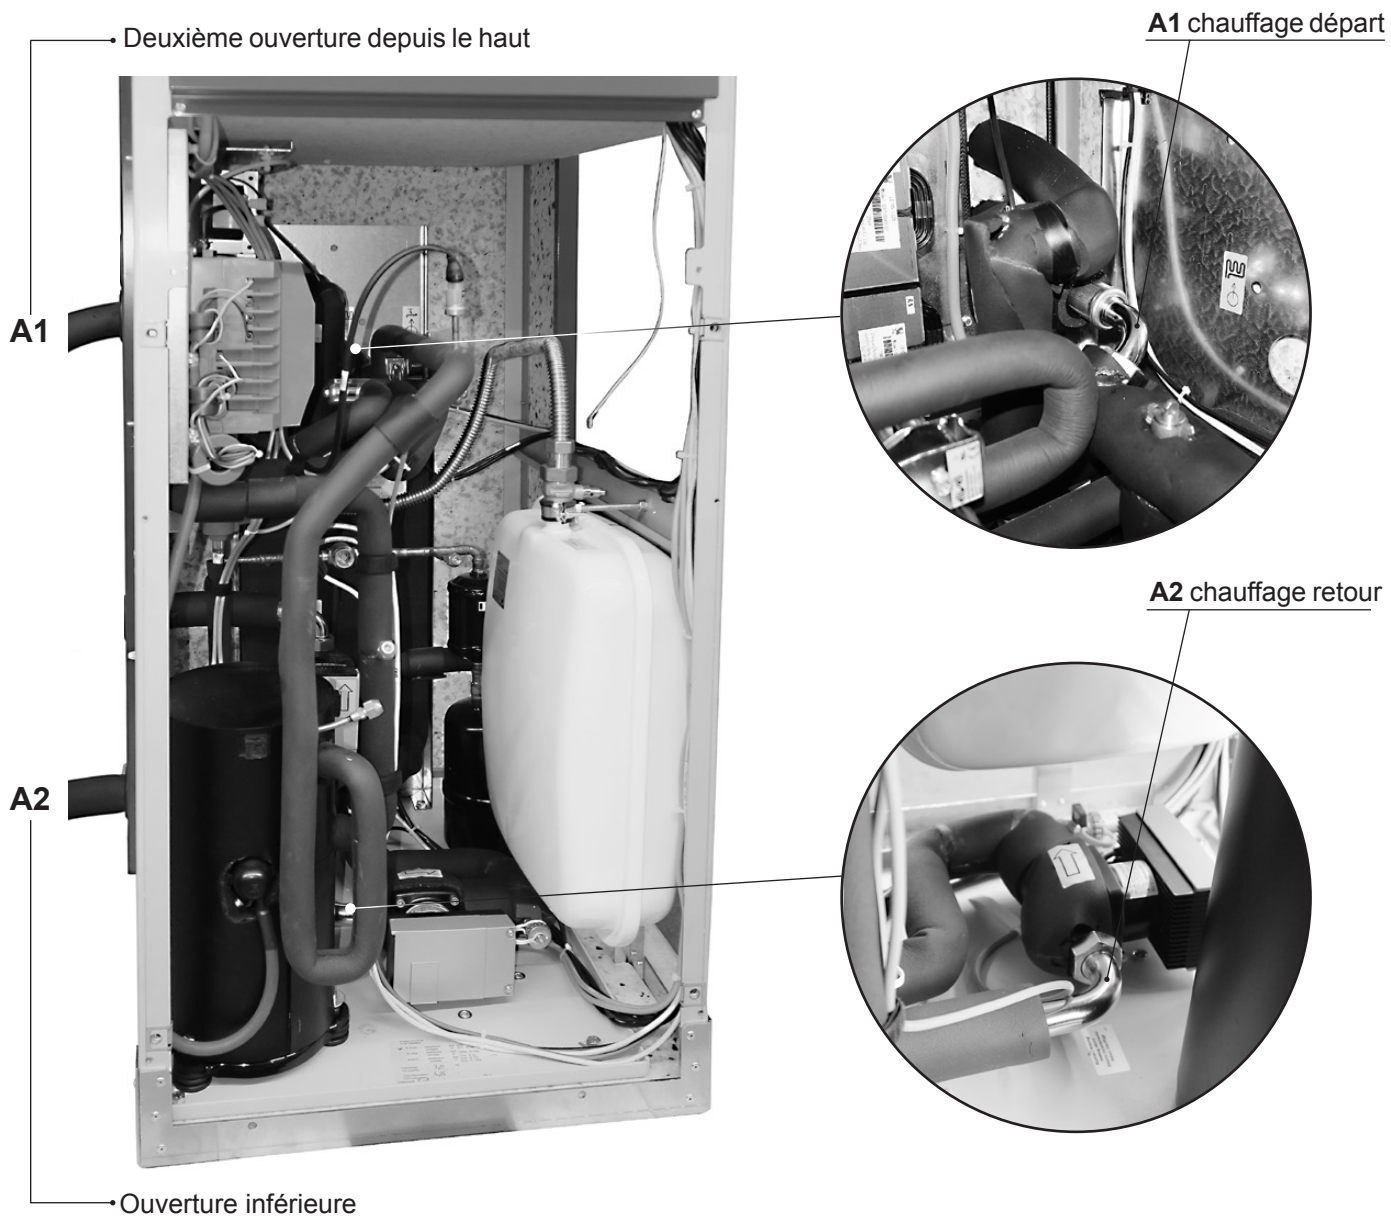 Deuxième ouverture depuis le haut
A1 chauffage départ
A1
A2 chauffage retour
A2
Ouverture inférieure